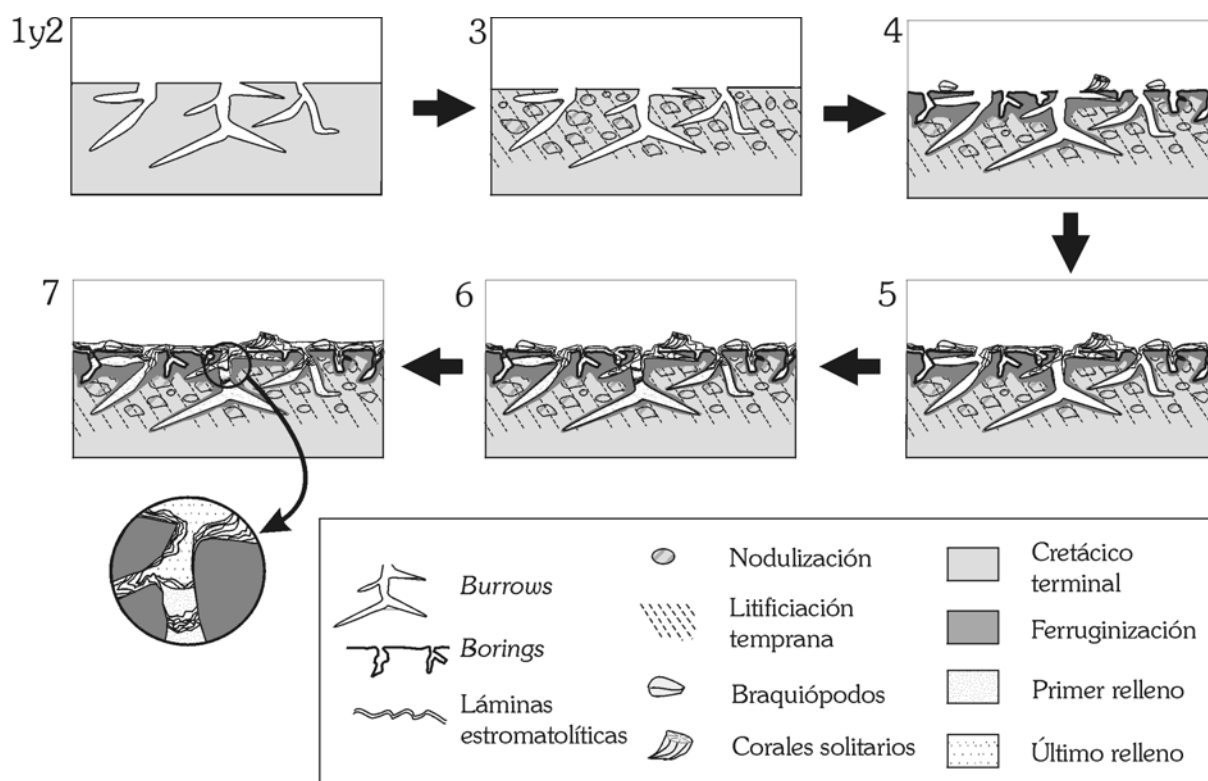 1y2
3
4
7
6
5
Burrows
Borings
Láminas
estromatolíticas
Nodulización
Litificiación
temprana
Braquiópodos
Corales solitarios
Cretácico
terminal
Ferruginización
Primer relleno
Último relleno